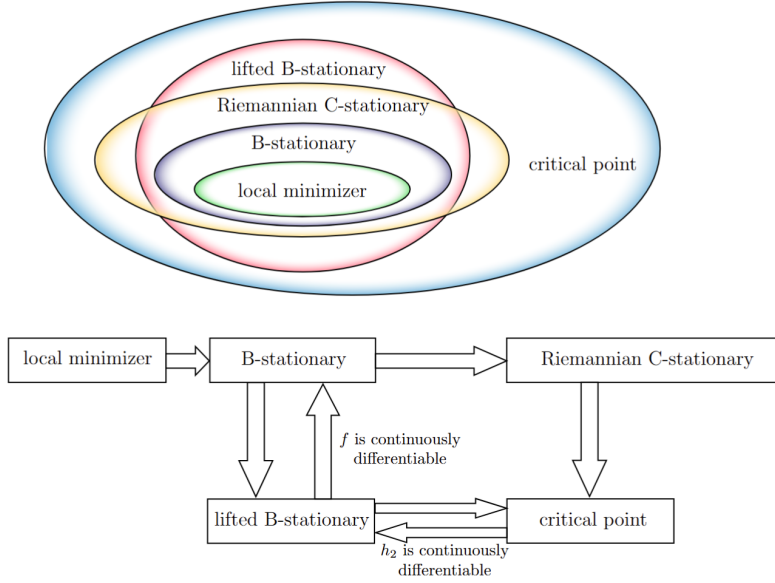 lifted B-stationary
Riemannian C-stationary
B-stationary
critical point
local minimizer
local minimizer
B-stationary
Riemannian C-stationary
f is continuously
differentiable
lifted B-stationary
critical point
h₂ is continuously
differentiable